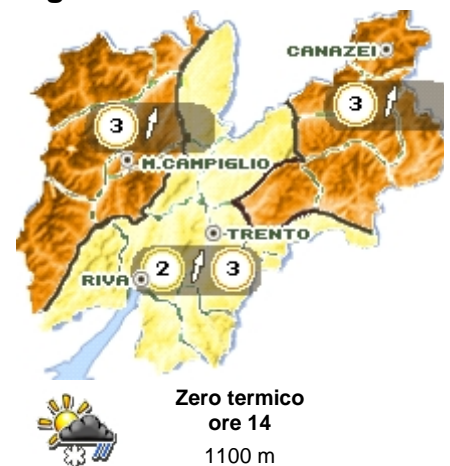 CANAZEI
3
3
M.CAMPIGLIO
TRENTO
RIVA
2 3
Zero termico
ore 14
1100 m